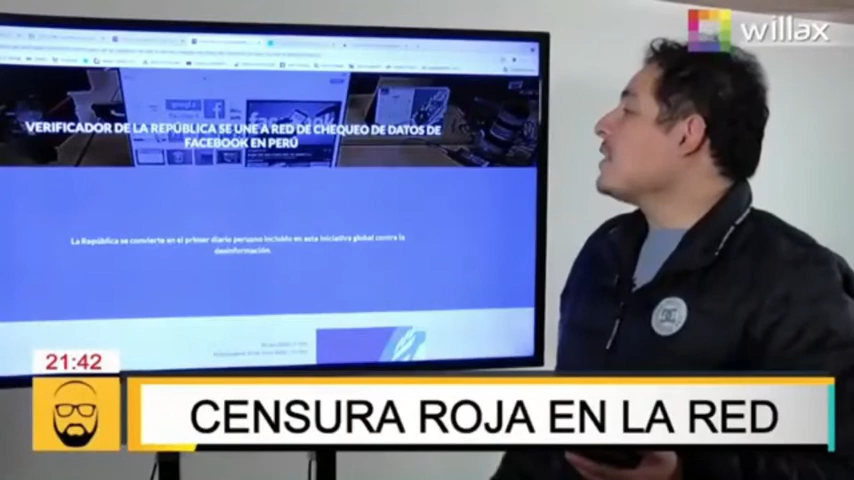 willax
VERIFICADOR DE LA REPÚBLICA SE UNE A RED DE CHEQUEO DE DATOS DE
FACEBOOK EN PERÚ
facebook
La República se convierte en el primer diario peruano incluido en esta iniciativa global contra la
desinformación.
21:42
CENSURA ROJA EN LA RED